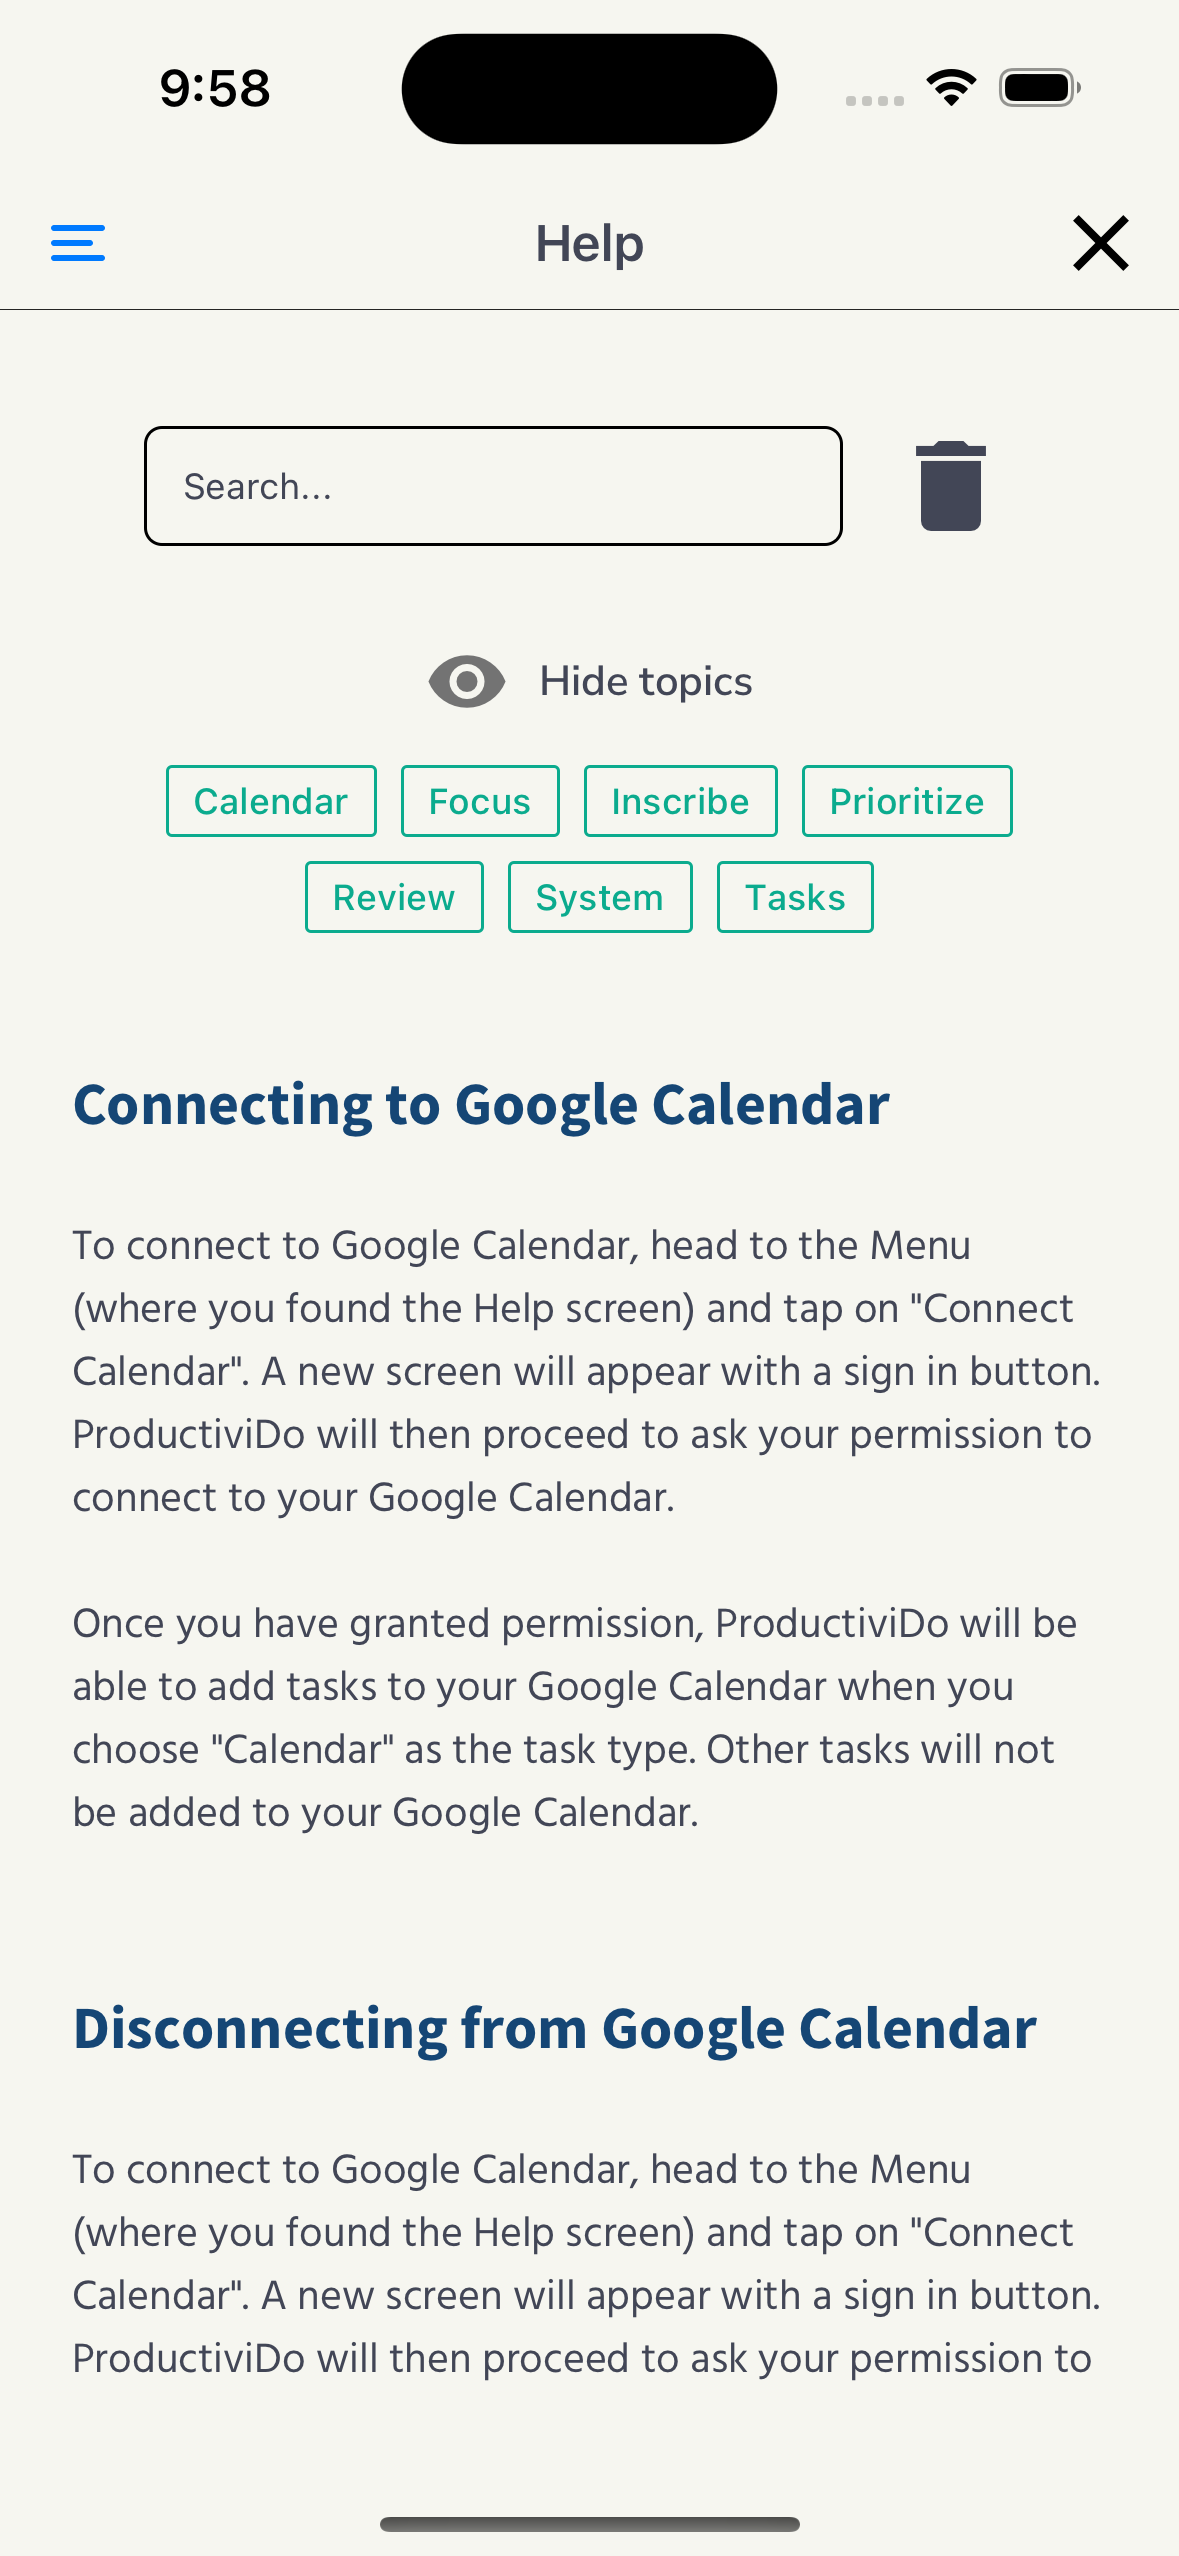 9:58
Help
Search...
Hide topics
Calendar
Focus
Inscribe
Prioritize
Review
System
Tasks
Connecting to Google Calendar
To connect to Google Calendar, head to the Menu
(where you found the Help screen) and tap on "Connect
Calendar". A new screen will appear with a sign in button.
ProductiviDo will then proceed to ask your permission to
connect to your Google Calendar.
Once you have granted permission, ProductiviDo will be
able to add tasks to your Google Calendar when you
choose "Calendar" as the task type. Other tasks will not
be added to your Google Calendar.
Disconnecting from Google Calendar
To connect to Google Calendar, head to the Menu
(where you found the Help screen) and tap on "Connect
Calendar". A new screen will appear with a sign in button.
ProductiviDo will then proceed to ask your permission to